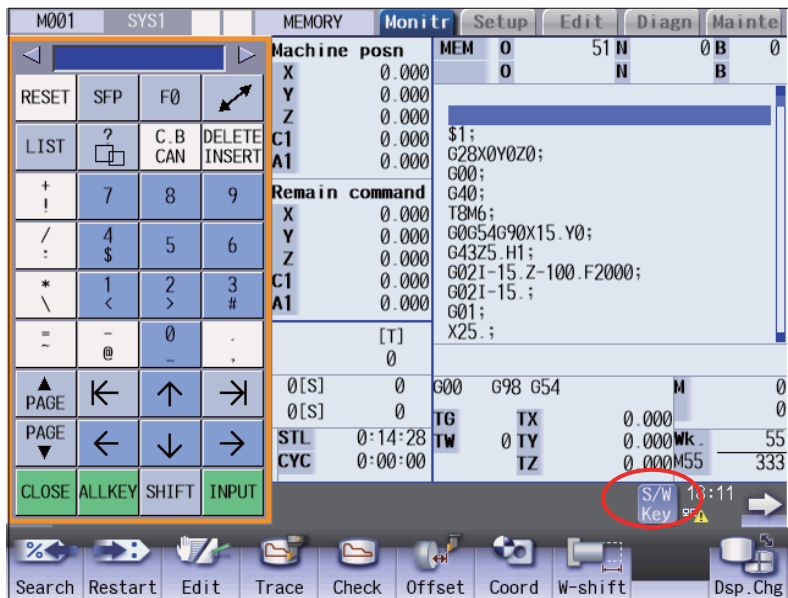 M001 SYS1 MEMORY Monitr Setup Edit Diagn Mainte
RESET SFP F0
LIST ? C.B CAN DELETE INSERT
+ ! 7 8 9
/ : 4 $ 5 6
* \ 1 < 2 > 3 #
= ~ - @ 0 _ . ,
PAGE
PAGE
CLOSE ALLKEY SHIFT INPUT
Machine posn
X 0.000
Y 0.000
Z 0.000
C1 0.000
A1 0.000
Remain command
X 0.000
Y 0.000
Z 0.000
C1 0.000
A1 0.000
[T]
0
0[S] 0
0[S] 0
STL 0:14:28
CYC 0:00:00
MEM O 51 N 0 B 0
O N B
$1;
G28X0Y0Z0;
G00;
G40;
T8M6;
G0G54G90X15.Y0;
G43Z5.H1;
G02I-15.Z-100.F2000;
G02I-15.;
G01;
X25.;
G00 G98 G54 M 0
0
TG TX 0.000
TW 0 TY 0.000 Wk. 55
TZ 0.000 M55 333
S/W Key 18:11
Search Restart Edit Trace Check Offset Coord W-shift Dsp.Chg